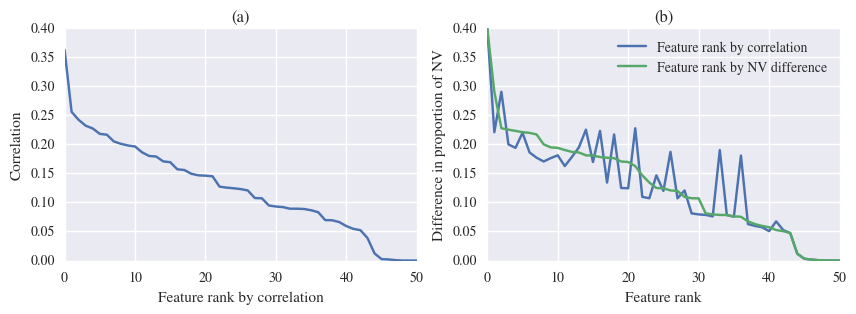 (a)
0.40
0.35
0.30
0.25
0.20
0.15
0.10
0.05
0.00
Correlation
0 10 20 30 40 50
Feature rank by correlation
(b)
0.40
0.35
0.30
0.25
0.20
0.15
0.10
0.05
0.00
Difference in proportion of NV
Feature rank by correlation
Feature rank by NV difference
0 10 20 30 40 50
Feature rank